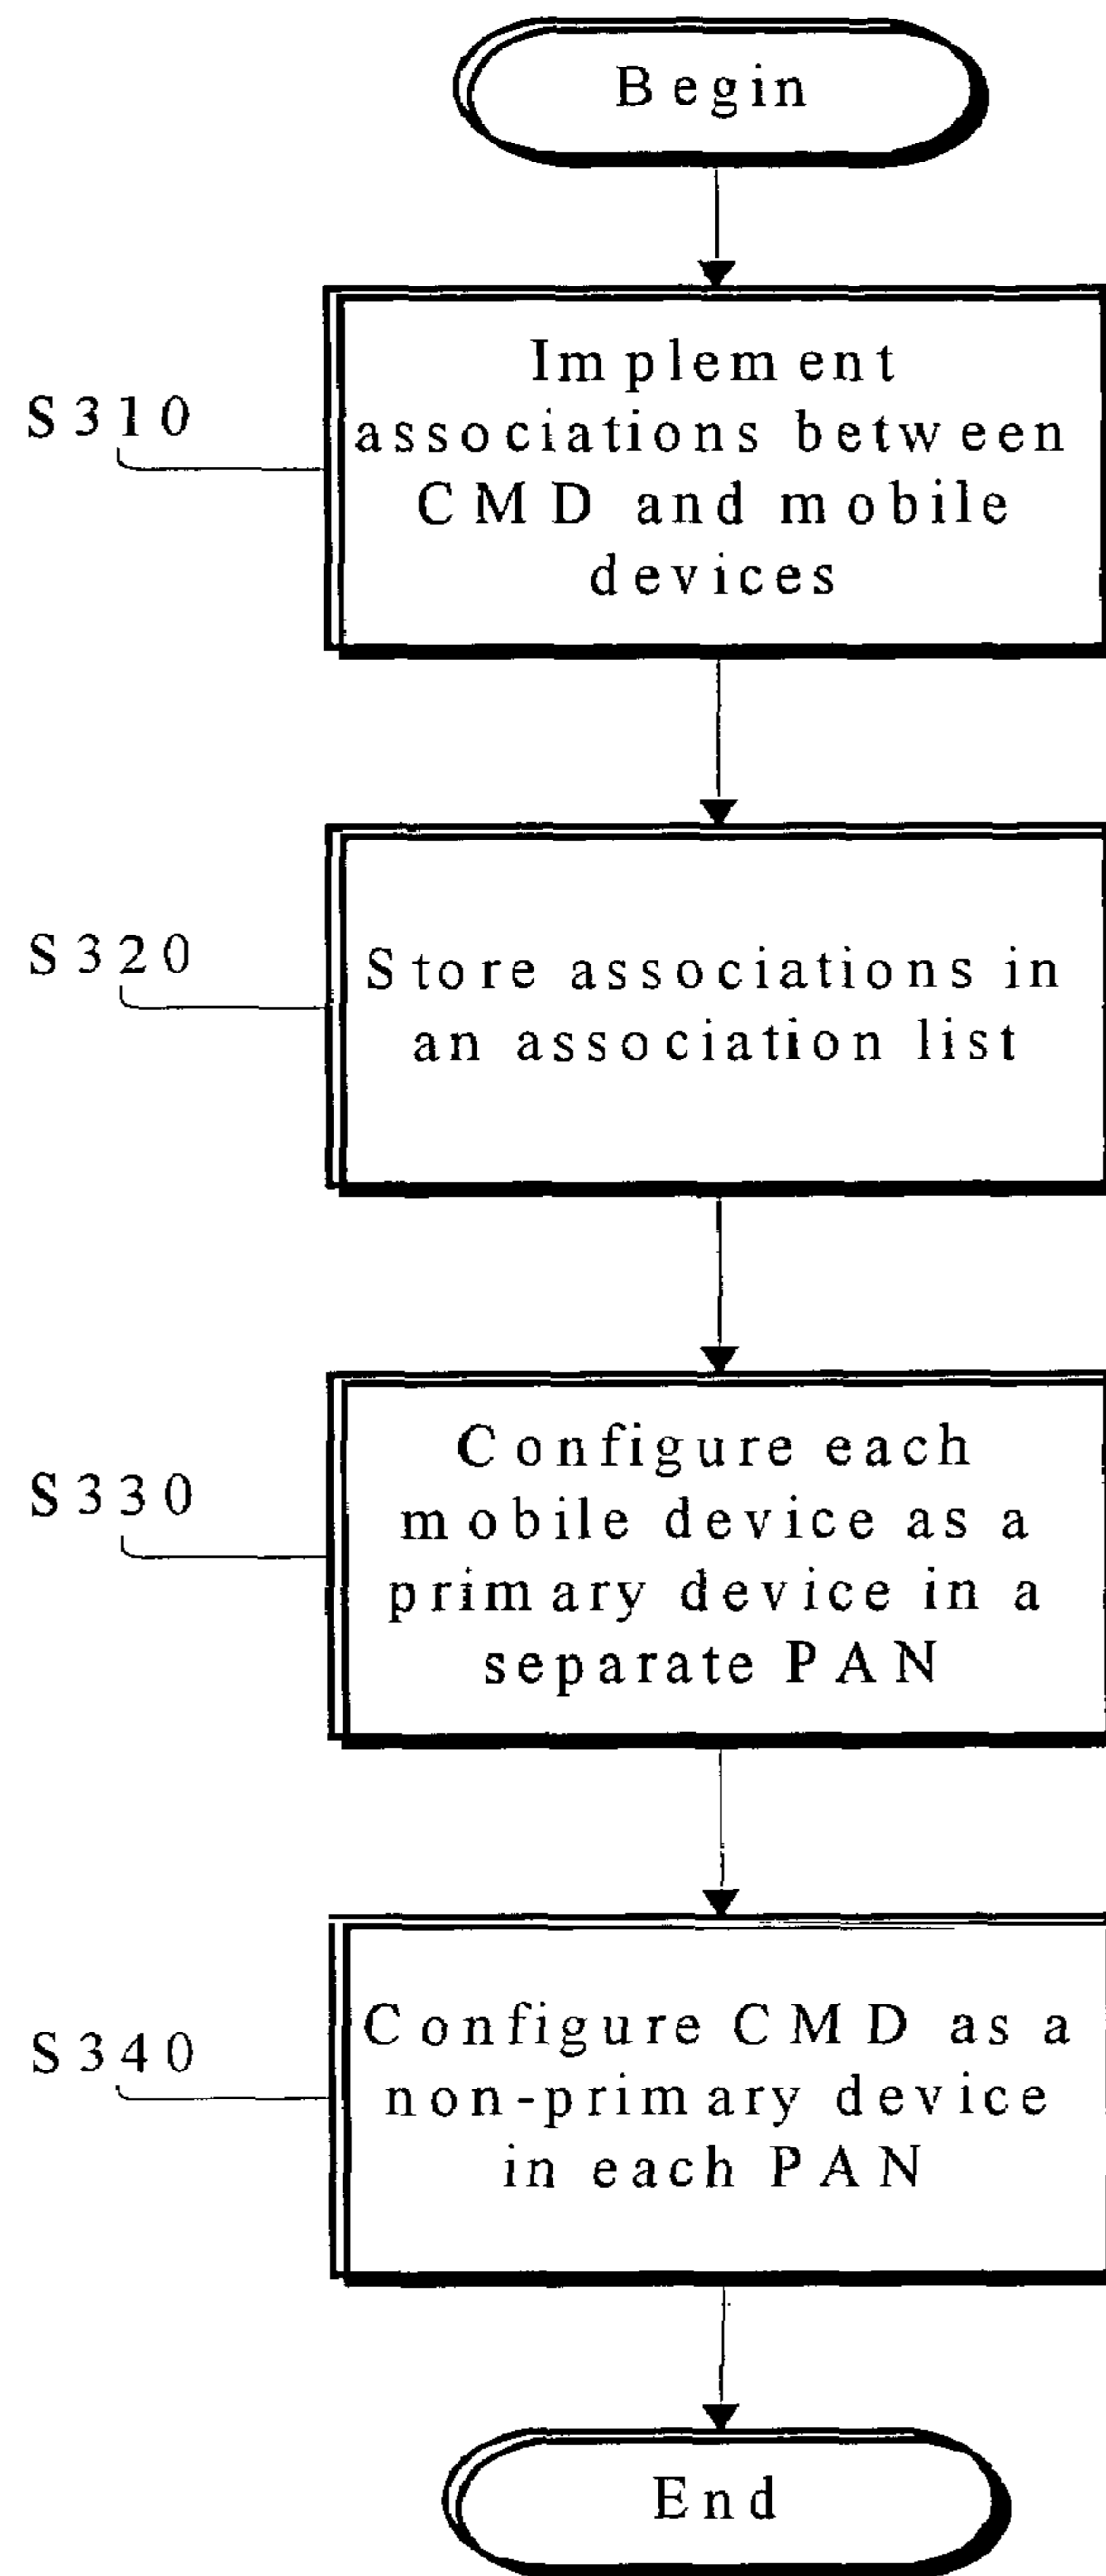 Begin
S310
Implement
associations between
CMD and mobile
devices
S320
Store associations in
an association list
S330
Configure each
mobile device as a
primary device in a
separate PAN
S340
Configure CMD as a
non-primary device
in each PAN
End